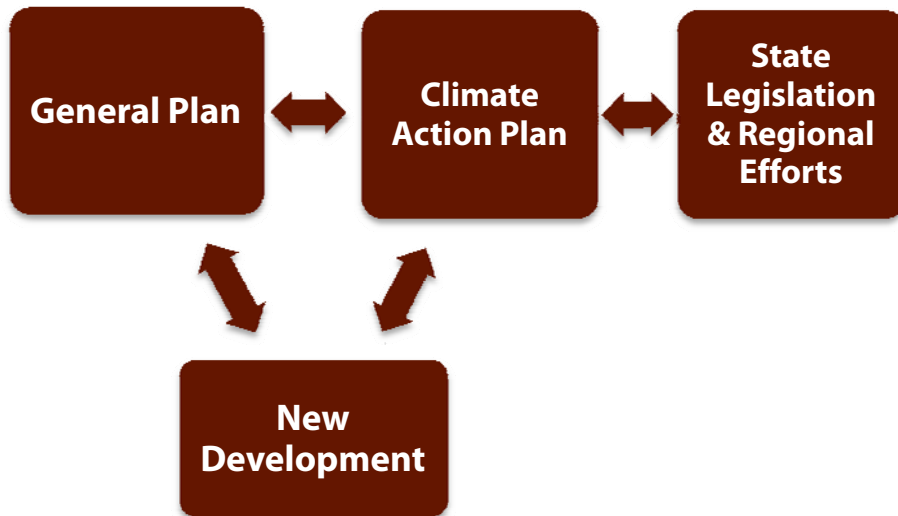 General Plan
Climate
Action Plan
State
Legislation
& Regional
Efforts
New
Development